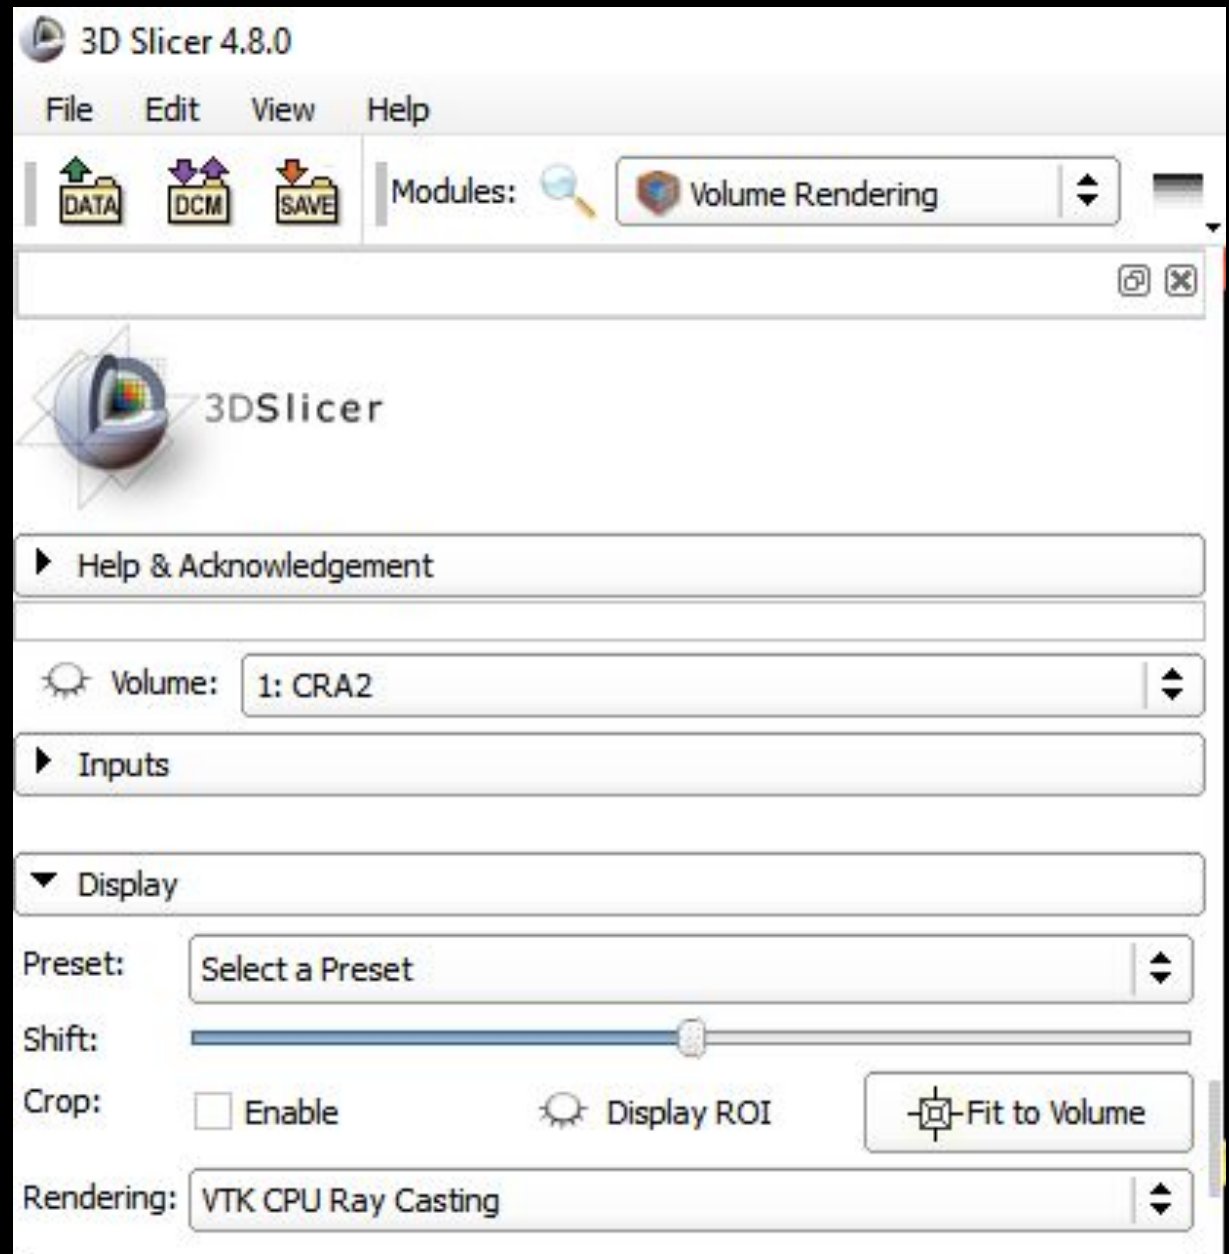 3D Slicer 4.8.0
File Edit View Help
DATA DCM SAVE Modules: Volume Rendering
3DSlicer
Help & Acknowledgement
Volume: 1: CRA2
Inputs
Display
Preset: Select a Preset
Shift:
Crop: Enable Display ROI Fit to Volume
Rendering: VTK CPU Ray Casting